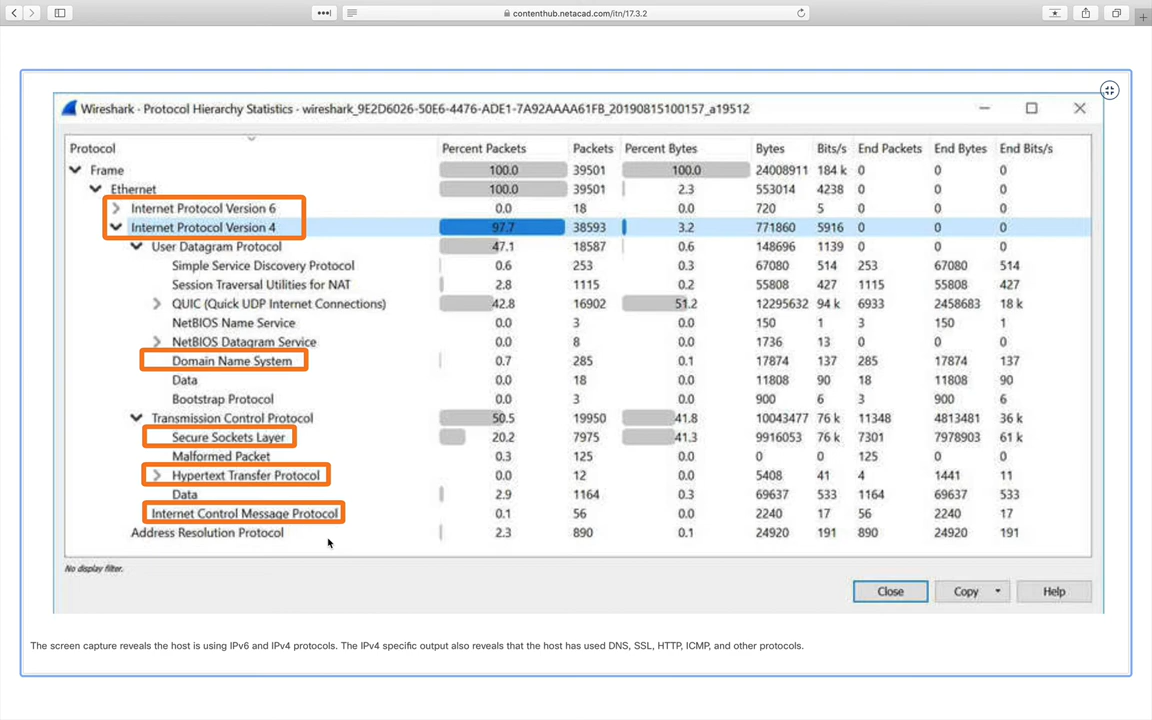 contenthub.netacad.com/itn/17.3.2
Wireshark · Protocol Hierarchy Statistics · wireshark_9E2D6026-50E6-4476-ADE1-7A92AAAA61FB_20190815100157_a19512
Protocol Percent Packets Packets Percent Bytes Bytes Bits/s End Packets End Bytes End Bits/s
Frame 100.0 39501 100.0 24008911 184 k 0 0 0
Ethernet 100.0 39501 2.3 553014 4238 0 0 0
Internet Protocol Version 6 0.0 18 0.0 720 5 0 0 0
Internet Protocol Version 4 97.7 38593 3.2 771860 5916 0 0 0
User Datagram Protocol 47.1 18587 0.6 148696 1139 0 0 0
Simple Service Discovery Protocol 0.6 253 0.3 67080 514 253 67080 514
Session Traversal Utilities for NAT 2.8 1115 0.2 55808 427 1115 55808 427
QUIC (Quick UDP Internet Connections) 42.8 16902 51.2 12295632 94 k 6933 2458683 18 k
NetBIOS Name Service 0.0 3 0.0 150 1 3 150 1
NetBIOS Datagram Service 0.0 8 0.0 1736 13 0 0 0
Domain Name System 0.7 285 0.1 17874 137 285 17874 137
Data 0.0 18 0.0 11808 90 18 11808 90
Bootstrap Protocol 0.0 3 0.0 900 6 3 900 6
Transmission Control Protocol 50.5 19950 41.8 10043477 76 k 11348 4813481 36 k
Secure Sockets Layer 20.2 7975 41.3 9916053 76 k 7301 7978903 61 k
Malformed Packet 0.3 125 0.0 0 0 125 0 0
Hypertext Transfer Protocol 0.0 12 0.0 5408 41 4 1441 11
Data 2.9 1164 0.3 69637 533 1164 69637 533
Internet Control Message Protocol 0.1 56 0.0 2240 17 56 2240 17
Address Resolution Protocol 2.3 890 0.1 24920 191 890 24920 191
No display filter.
Close Copy Help
The screen capture reveals the host is using IPv6 and IPv4 protocols. The IPv4 specific output also reveals that the host has used DNS, SSL, HTTP, ICMP, and other protocols.